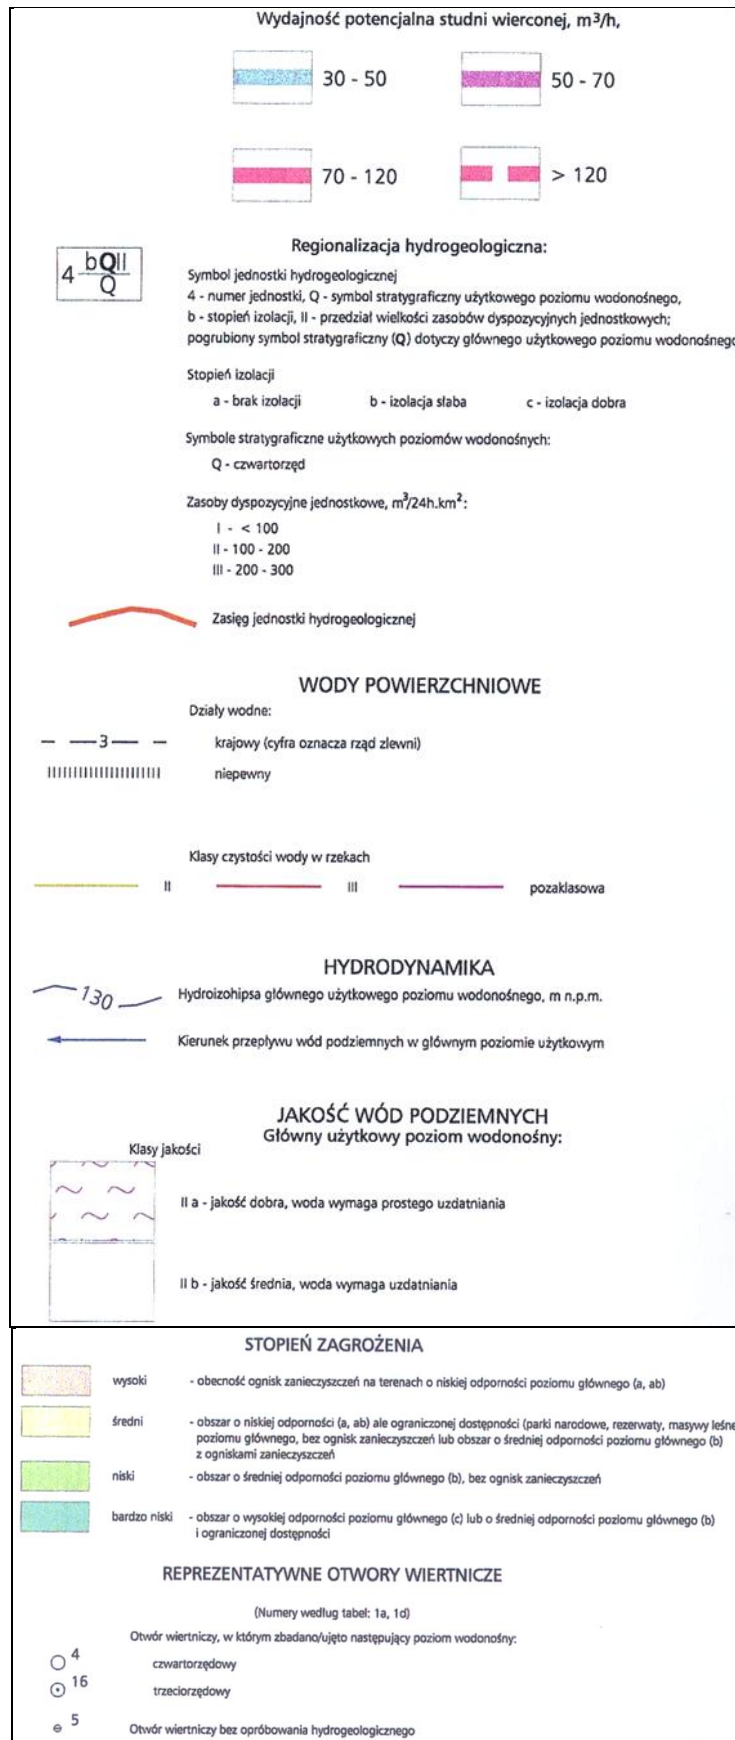 Wydajność potencjalna studni wierconej, m³/h,
30 - 50
50 - 70
70 - 120
> 120
Regionalizacja hydrogeologiczna:
4 bQII
Q
Symbol jednostki hydrogeologicznej
4 - numer jednostki, Q - symbol stratygraficzny użytkowego poziomu wodonośnego,
b - stopień izolacji, II - przedział wielkości zasobów dyspozycyjnych jednostkowych;
pogrubiony symbol stratygraficzny (Q) dotyczy głównego użytkowego poziomu wodonośnego
Stopień izolacji
a - brak izolacji b - izolacja słaba c - izolacja dobra
Symbole stratygraficzne użytkowych poziomów wodonośnych:
Q - czwartorzęd
Zasoby dyspozycyjne jednostkowe, m³/24h.km²:
I - < 100
II - 100 - 200
III - 200 - 300
Zasięg jednostki hydrogeologicznej
WODY POWIERZCHNIOWE
Działy wodne:
3 krajowy (cyfra oznacza rząd zlewni)
niepewny
Klasy czystości wody w rzekach
II III pozaklasowa
HYDRODYNAMIKA
130 Hydroizohipsa głównego użytkowego poziomu wodonośnego, m n.p.m.
Kierunek przepływu wód podziemnych w głównym poziomie użytkowym
JAKOŚĆ WÓD PODZIEMNYCH
Główny użytkowy poziom wodonośny:
Klasy jakości
II a - jakość dobra, woda wymaga prostego uzdatniania
II b - jakość średnia, woda wymaga uzdatniania
STOPIEŃ ZAGROŻENIA
wysoki - obecność ognisk zanieczyszczeń na terenach o niskiej odporności poziomu głównego (a, ab)
średni - obszar o niskiej odporności (a, ab) ale ograniczonej dostępności (parki narodowe, rezerwaty, masywy leśne
poziomu głównego, bez ognisk zanieczyszczeń lub obszar o średniej odporności poziomu głównego (b)
z ogniskami zanieczyszczeń
niski - obszar o średniej odporności poziomu głównego (b), bez ognisk zanieczyszczeń
bardzo niski - obszar o wysokiej odporności poziomu głównego (c) lub o średniej odporności poziomu głównego (b)
i ograniczonej dostępności
REPREZENTATYWNE OTWORY WIERTNICZE
(Numery według tabel: 1a, 1d)
Otwór wiertniczy, w którym zbadano/ujęto następujący poziom wodonośny:
4 czwartorzędowy
16 trzeciorzędowy
5 Otwór wiertniczy bez opróbowania hydrogeologicznego